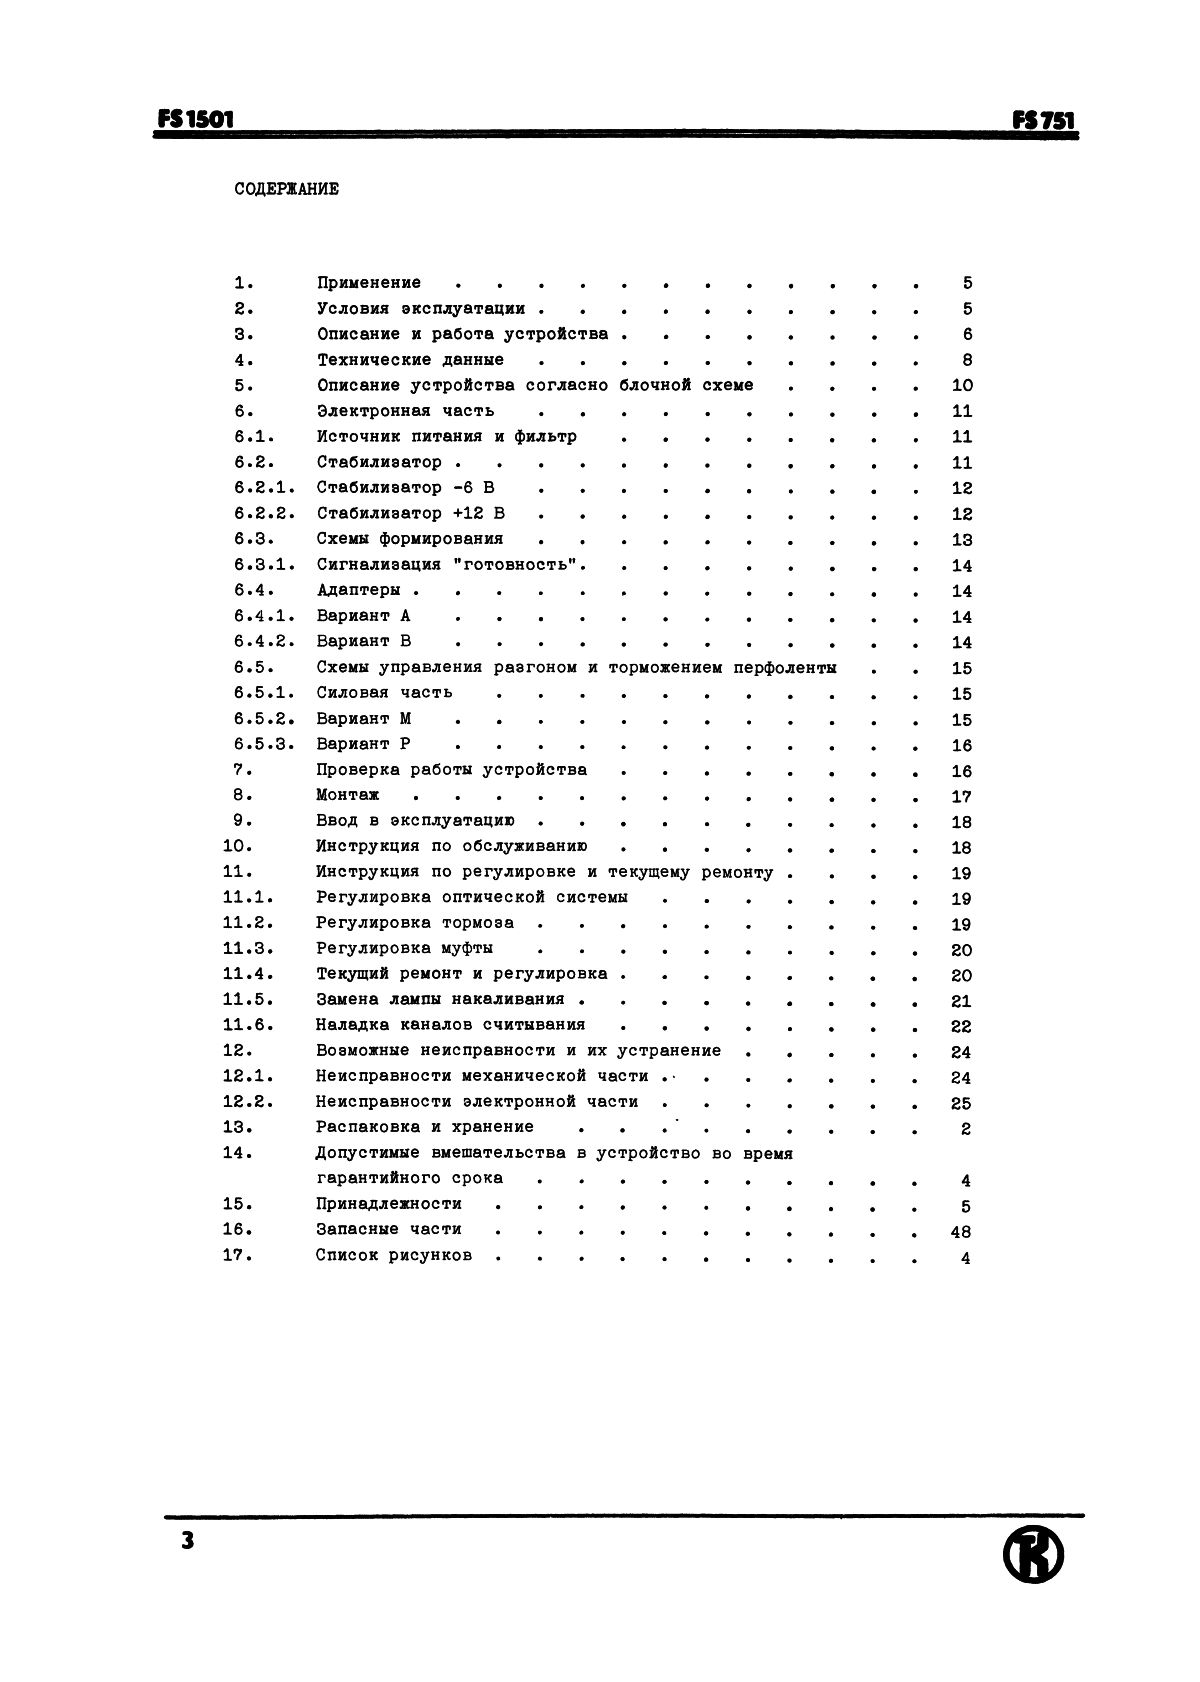 FS1501 FS751
СОДЕРЖАНИЕ
1. Применение . . . . . . . . . . . . 5
2. Условия эксплуатации . . . . . . . . . . 5
3. Описание и работа устройства . . . . . . . . 6
4. Технические данные . . . . . . . . . . 8
5. Описание устройства согласно блочной схеме . . . . 10
6. Электронная часть . . . . . . . . . . 11
6.1. Источник питания и фильтр . . . . . . . . 11
6.2. Стабилизатор . . . . . . . . . . . . 11
6.2.1. Стабилизатор -6 В . . . . . . . . . . 12
6.2.2. Стабилизатор +12 В . . . . . . . . . . 12
6.3. Схемы формирования . . . . . . . . . . 13
6.3.1. Сигнализация "готовность". . . . . . . . . 14
6.4. Адаптеры . . . . . . . . . . . . . 14
6.4.1. Вариант А . . . . . . . . . . . . 14
6.4.2. Вариант В . . . . . . . . . . . . 14
6.5. Схемы управления разгоном и торможением перфоленты . . 15
6.5.1. Силовая часть . . . . . . . . . . . 15
6.5.2. Вариант М . . . . . . . . . . . . 15
6.5.3. Вариант Р . . . . . . . . . . . . 16
7. Проверка работы устройства . . . . . . . . 16
8. Монтаж . . . . . . . . . . . . . 17
9. Ввод в эксплуатацию . . . . . . . . . . 18
10. Инструкция по обслуживанию . . . . . . . . 18
11. Инструкция по регулировке и текущему ремонту . . . . 19
11.1. Регулировка оптической системы . . . . . . . 19
11.2. Регулировка тормоза . . . . . . . . . . 19
11.3. Регулировка муфты . . . . . . . . . . 20
11.4. Текущий ремонт и регулировка . . . . . . . . 20
11.5. Замена лампы накаливания . . . . . . . . . 21
11.6. Наладка каналов считывания . . . . . . . . 22
12. Возможные неисправности и их устранение . . . . . 24
12.1. Неисправности механической части . . . . . . . 24
12.2. Неисправности электронной части . . . . . . . 25
13. Распаковка и хранение . . . . . . . . . 2
14. Допустимые вмешательства в устройство во время
гарантийного срока . . . . . . . . . . 4
15. Принадлежности . . . . . . . . . . . 5
16. Запасные части . . . . . . . . . . . 48
17. Список рисунков . . . . . . . . . . . 4
3 TK